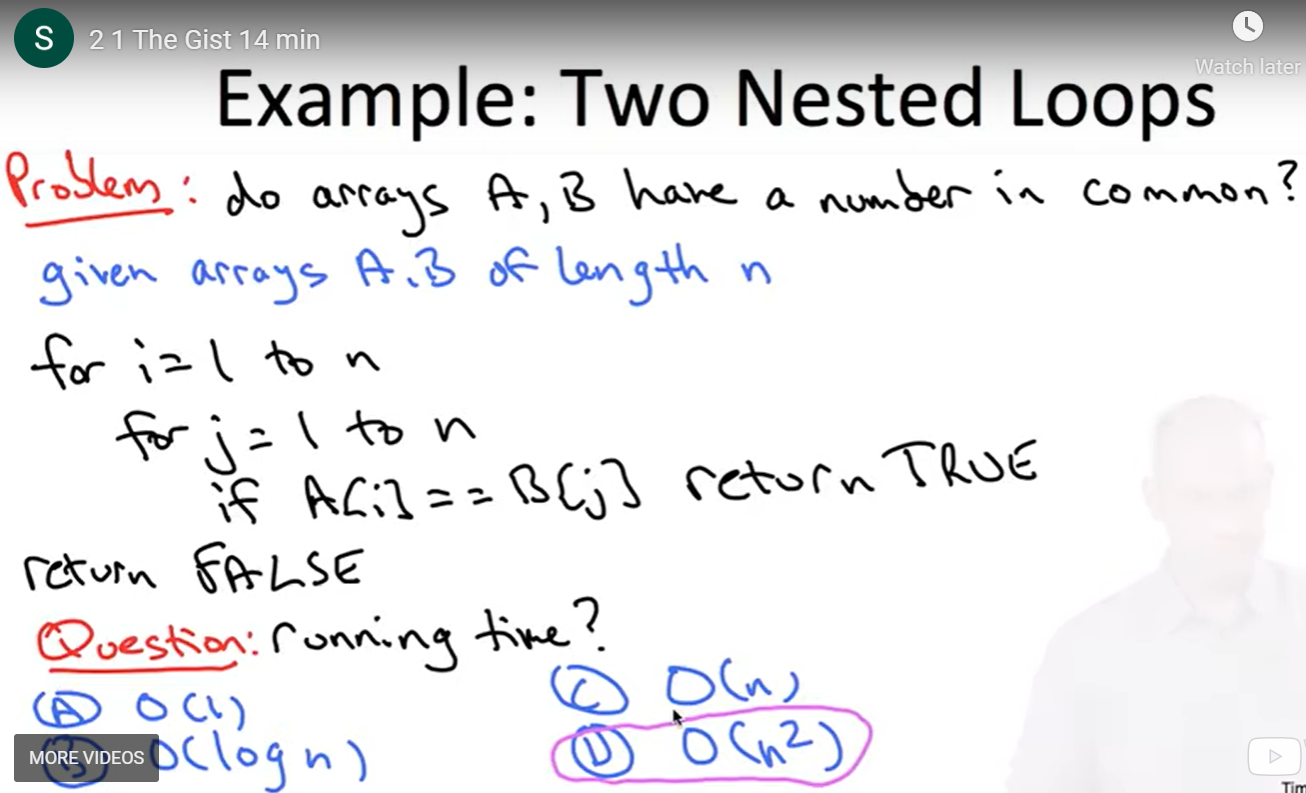 S 2 1 The Gist 14 min
Watch later
Example: Two Nested Loops
Problem: do arrays A, B have a number in common?
given arrays A, B of length n
for i = 1 to n
for j = 1 to n
if A[i] == B[j] return TRUE
return FALSE
Question: running time?
(A) O(1)
(C) O(n)
MORE VIDEOS O(log n)
(D) O(n²)